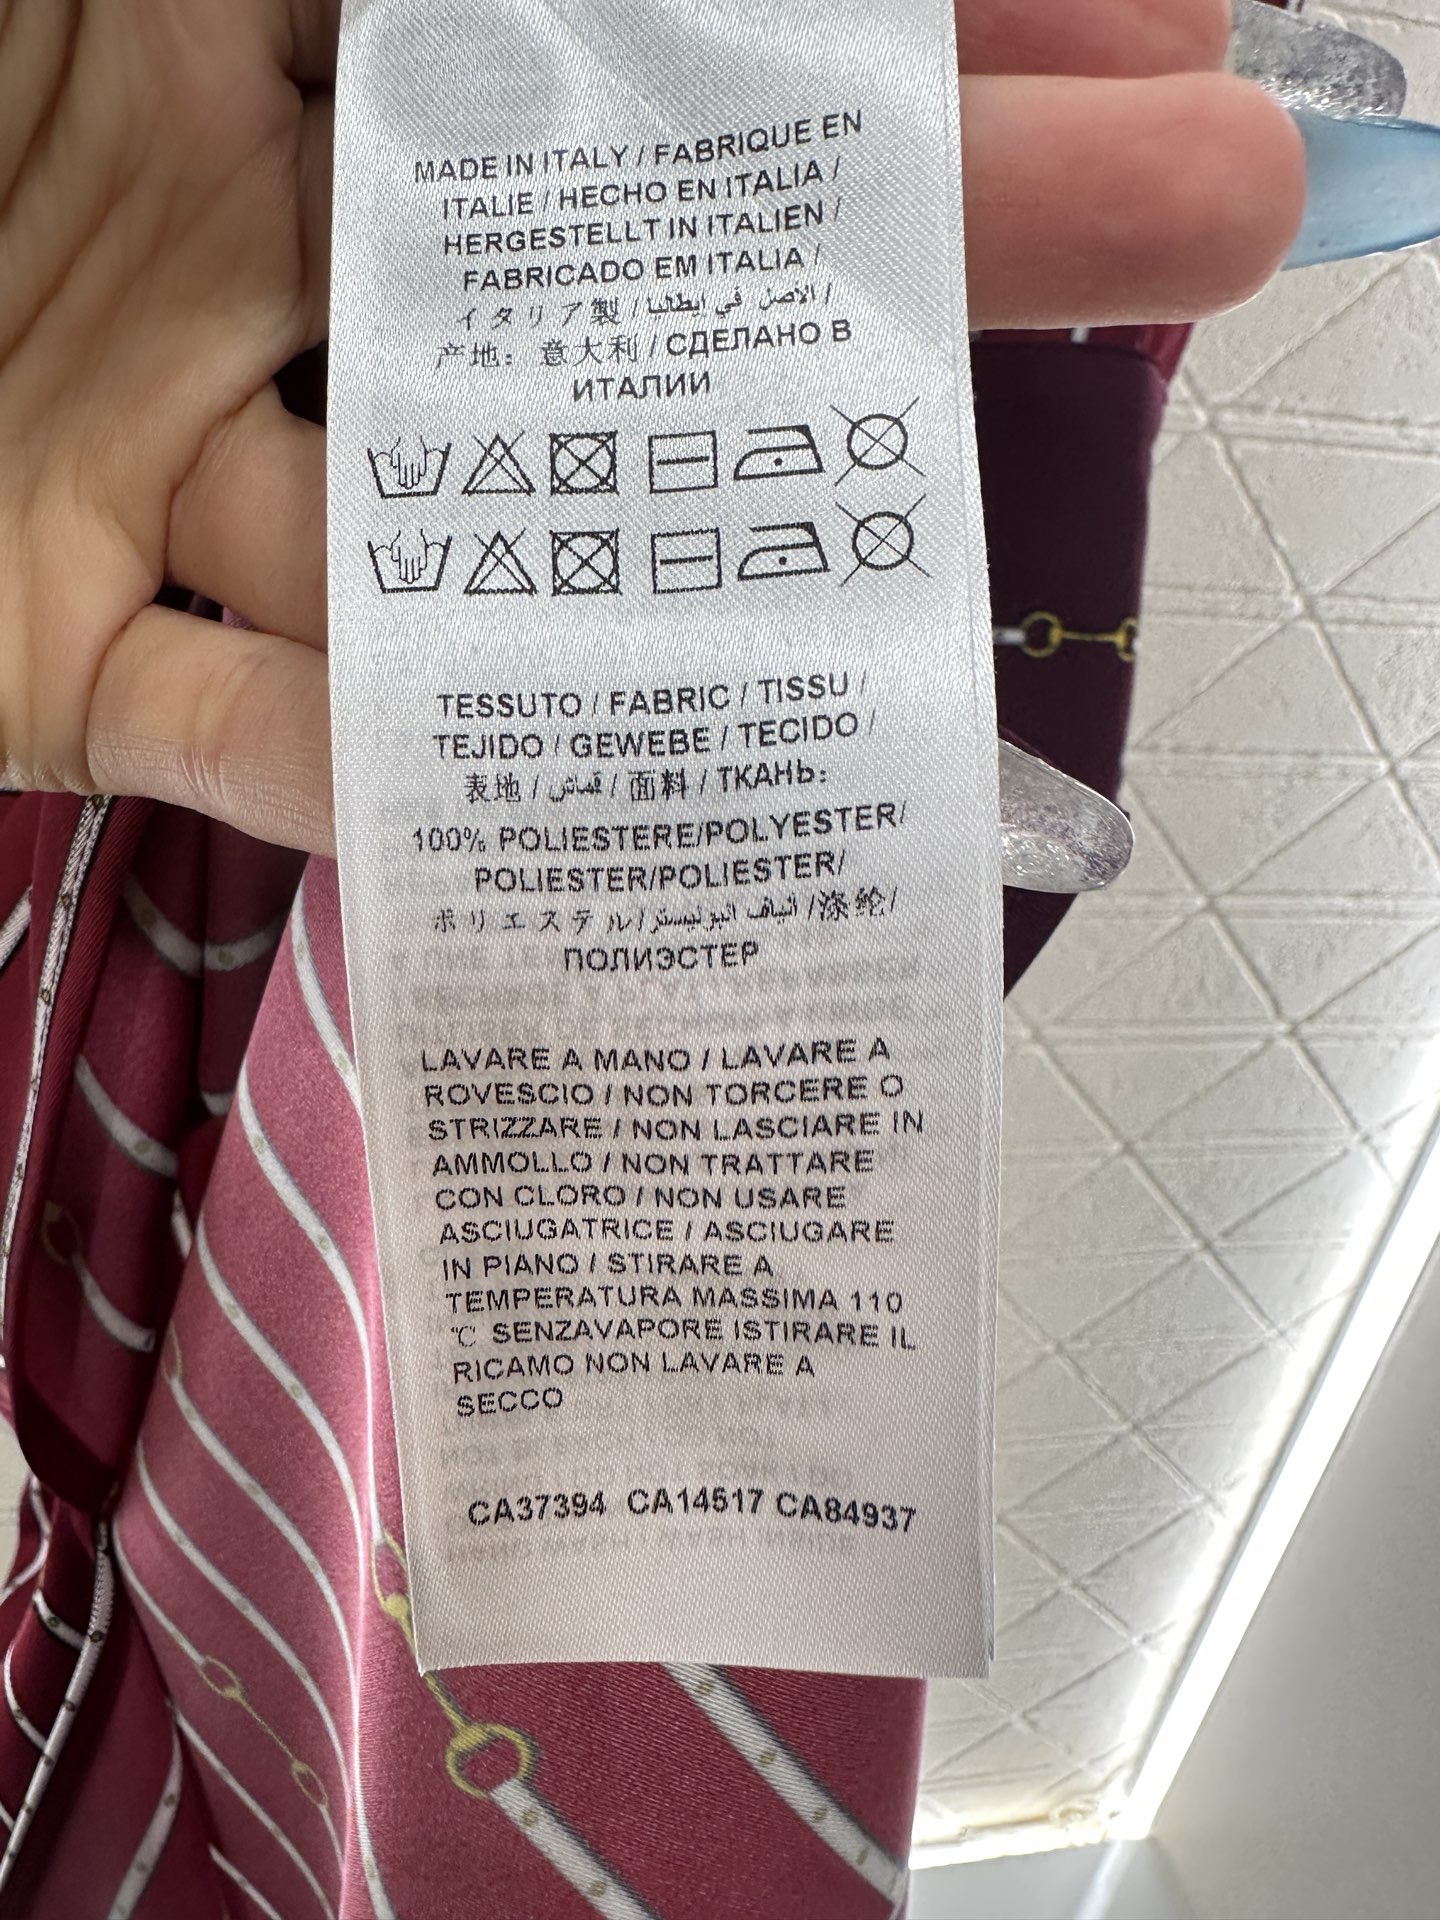 MADE IN ITALY / FABRIQUE EN
ITALIE / HECHO EN ITALIA /
HERGESTELLT IN ITALIEN /
FABRICADO EM ITALIA /
イタリア製 / الاصل في ايطاليا /
产地：意大利 / СДЕЛАНО В
ИТАЛИИ
TESSUTO / FABRIC / TISSU /
TEJIDO / GEWEBE / TECIDO /
表地 / قماش / 面料 / ТКАНЬ:
100% POLIESTERE/POLYESTER/
POLIESTER/POLIESTER/
ポリエステル/ الياف البوليستر /涤纶/
ПОЛИЭСТЕР
LAVARE A MANO / LAVARE A
ROVESCIO / NON TORCERE O
STRIZZARE / NON LASCIARE IN
AMMOLLO / NON TRATTARE
CON CLORO / NON USARE
ASCIUGATRICE / ASCIUGARE
IN PIANO / STIRARE A
TEMPERATURA MASSIMA 110
℃ SENZAVAPORE ISTIRARE IL
RICAMO NON LAVARE A
SECCO
CA37394 CA14517 CA84937